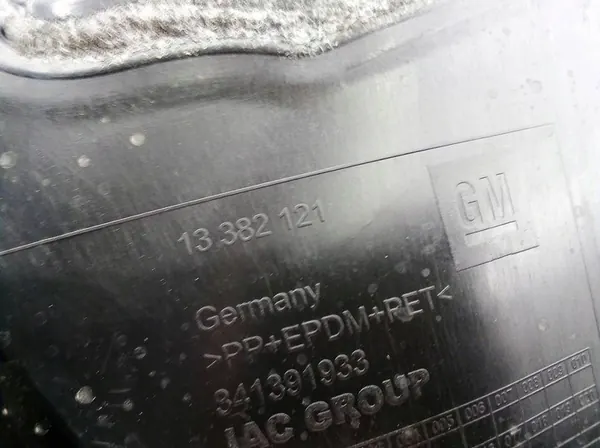 13 382 121
GM
Germany
>PP+EPDM+PET<
341391933
IAC GROUP